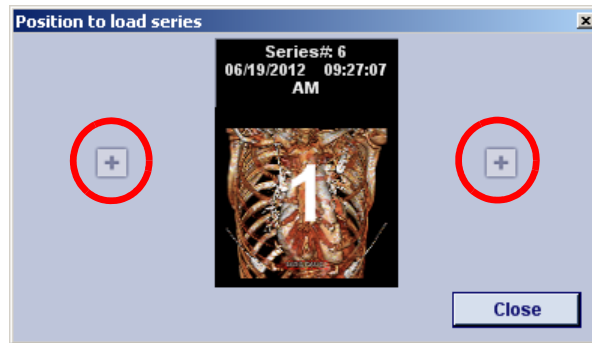 Position to load series
Series#: 6
06/19/2012 09:27:07
AM
+
1
+
Close